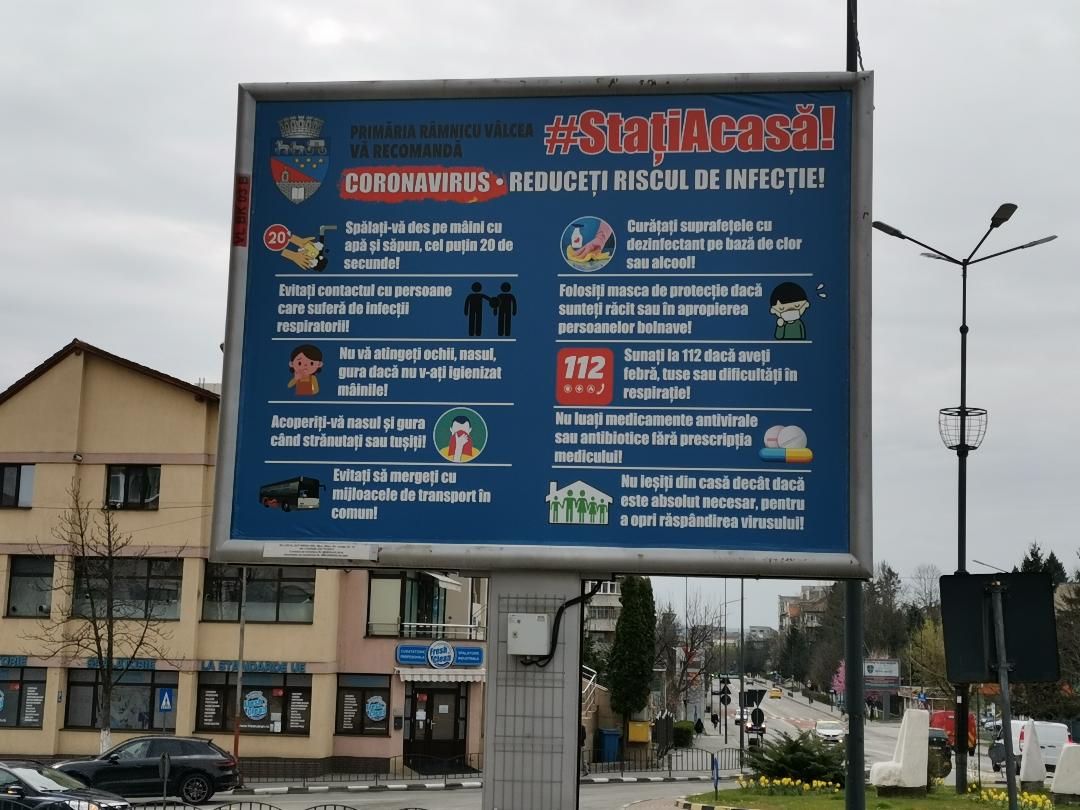 PRIMĂRIA RÂMNICU VÂLCEA
VĂ RECOMANDĂ
#StațiAcasă!
CORONAVIRUS • REDUCEȚI RISCUL DE INFECȚIE!
VL BK 03 B
20
Spălați-vă des pe mâini cu
apă și săpun, cel puțin 20 de
secunde!
Evitați contactul cu persoane
care suferă de infecții
respiratorii!
Nu vă atingeți ochii, nasul,
gura dacă nu v-ați igienizat
mâinile!
Acoperiți-vă nasul și gura
când strănutați sau tușiți!
Evitați să mergeți cu
mijloacele de transport în
comun!
Curățați suprafețele cu
dezinfectant pe bază de clor
sau alcool!
Folosiți masca de protecție dacă
sunteți răcit sau în apropierea
persoanelor bolnave!
112
Sunați la 112 dacă aveți
febră, tuse sau dificultăți în
respirație!
Nu luați medicamente antivirale
sau antibiotice fără prescripția
medicului!
Nu ieșiți din casă decât dacă
este absolut necesar, pentru
a opri răspândirea virusului!
Fresh
Clean
LA STANDARDELE